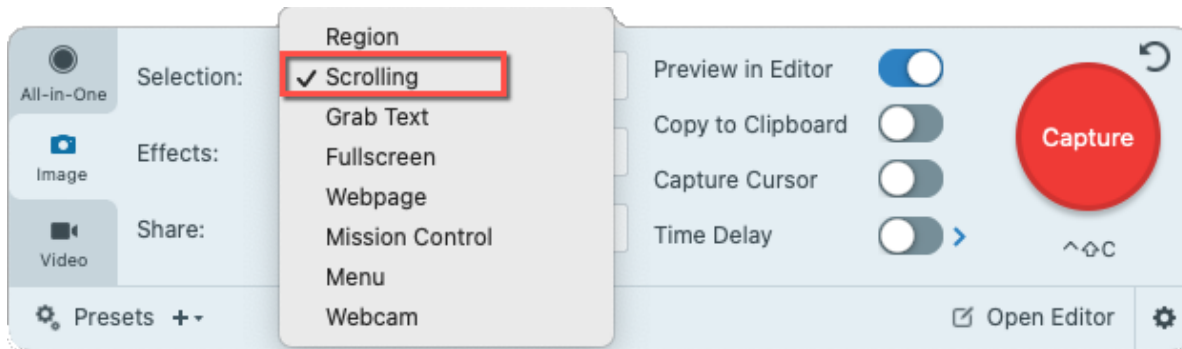 All-in-One
Image
Video
Selection:
Effects:
Share:
Region
✓ Scrolling
Grab Text
Fullscreen
Webpage
Mission Control
Menu
Webcam
Preview in Editor
Copy to Clipboard
Capture Cursor
Time Delay
Capture
^⇧C
Presets +
Open Editor